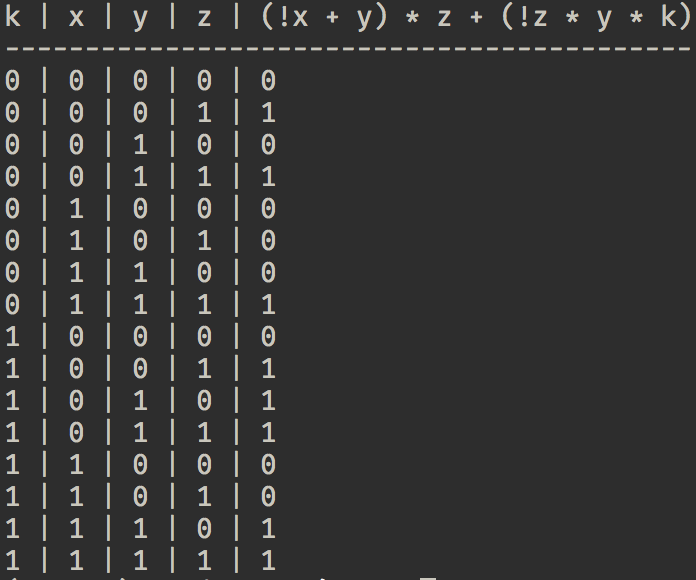 k | x | y | z | (!x + y) * z + (!z * y * k)
-------------------------------------------
0 | 0 | 0 | 0 | 0
0 | 0 | 0 | 1 | 1
0 | 0 | 1 | 0 | 0
0 | 0 | 1 | 1 | 1
0 | 1 | 0 | 0 | 0
0 | 1 | 0 | 1 | 0
0 | 1 | 1 | 0 | 0
0 | 1 | 1 | 1 | 1
1 | 0 | 0 | 0 | 0
1 | 0 | 0 | 1 | 1
1 | 0 | 1 | 0 | 1
1 | 0 | 1 | 1 | 1
1 | 1 | 0 | 0 | 0
1 | 1 | 0 | 1 | 0
1 | 1 | 1 | 0 | 1
1 | 1 | 1 | 1 | 1